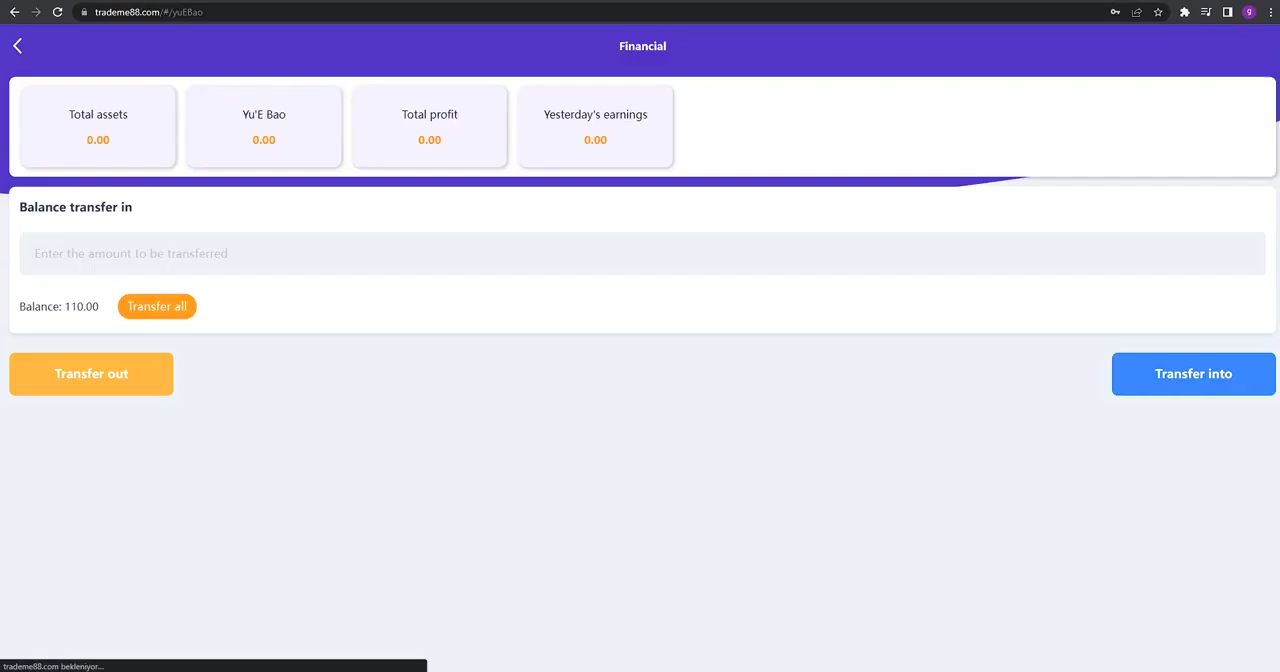 trademe88.com/#/yuEBao
g
Financial
Total assets
Yu'E Bao
Total profit
Yesterday's earnings
0.00
0.00
0.00
0.00
Balance transfer in
Enter the amount to be transferred
Balance: 110.00
Transfer all
Transfer out
Transfer into
trademe88.com bekleniyor...